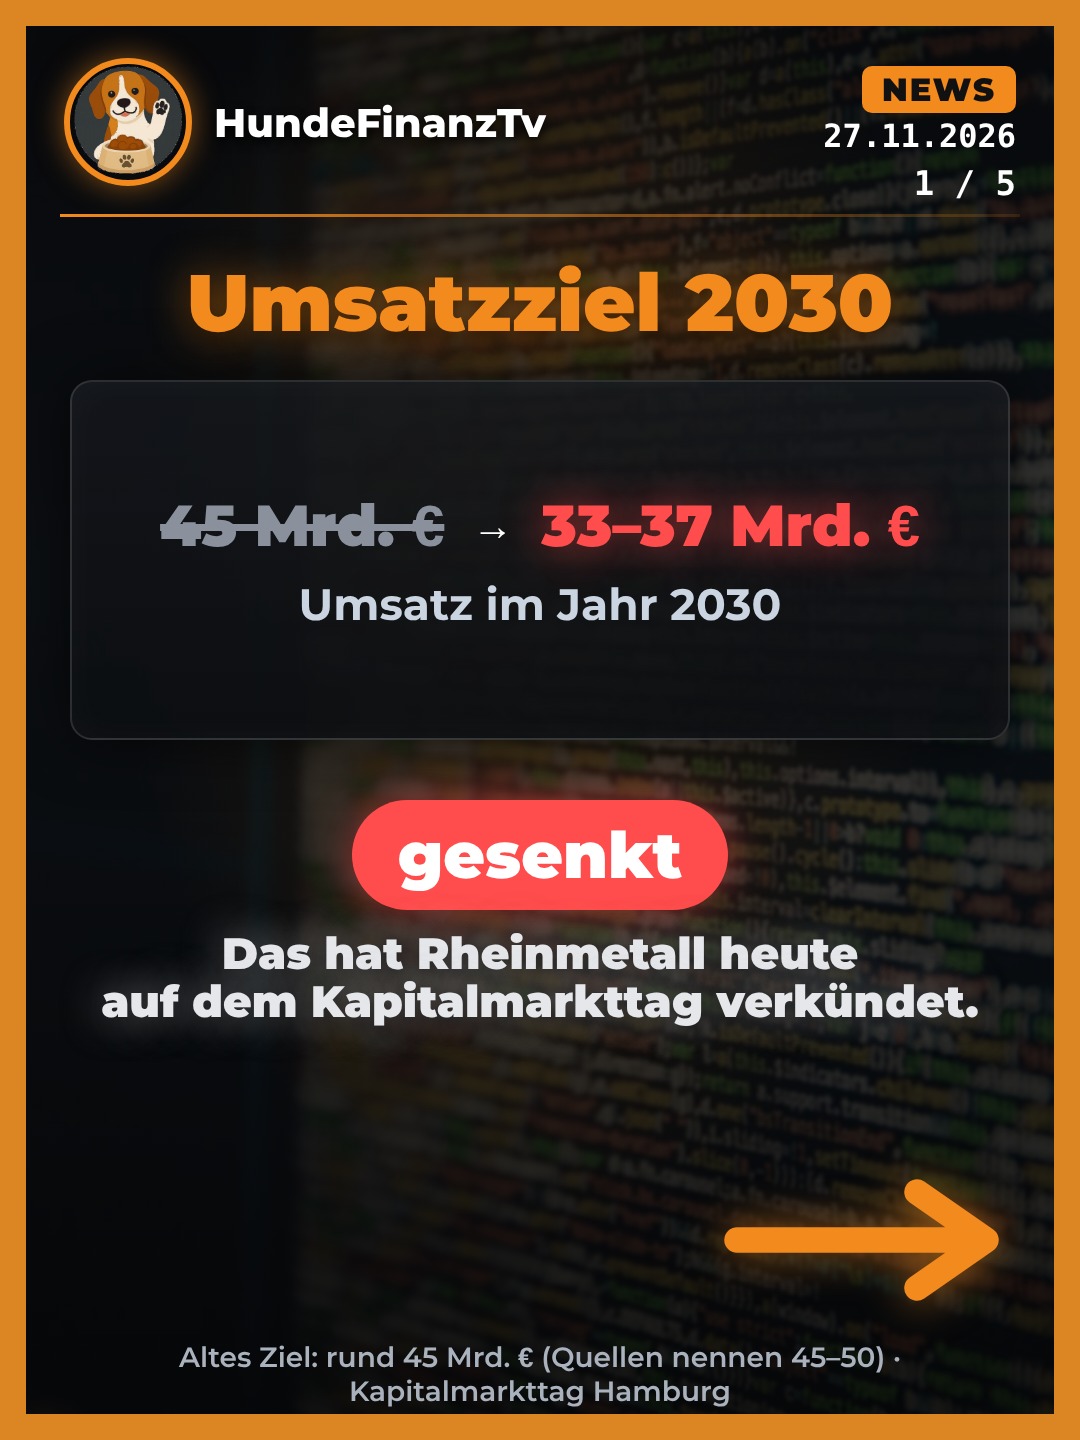 HundeFinanzTv
NEWS
27.11.2026
1 / 5
Umsatzziel 2030
45 Mrd. € → 33–37 Mrd. €
Umsatz im Jahr 2030
gesenkt
Das hat Rheinmetall heute
auf dem Kapitalmarkttag verkündet.
Altes Ziel: rund 45 Mrd. € (Quellen nennen 45–50) ·
Kapitalmarkttag Hamburg